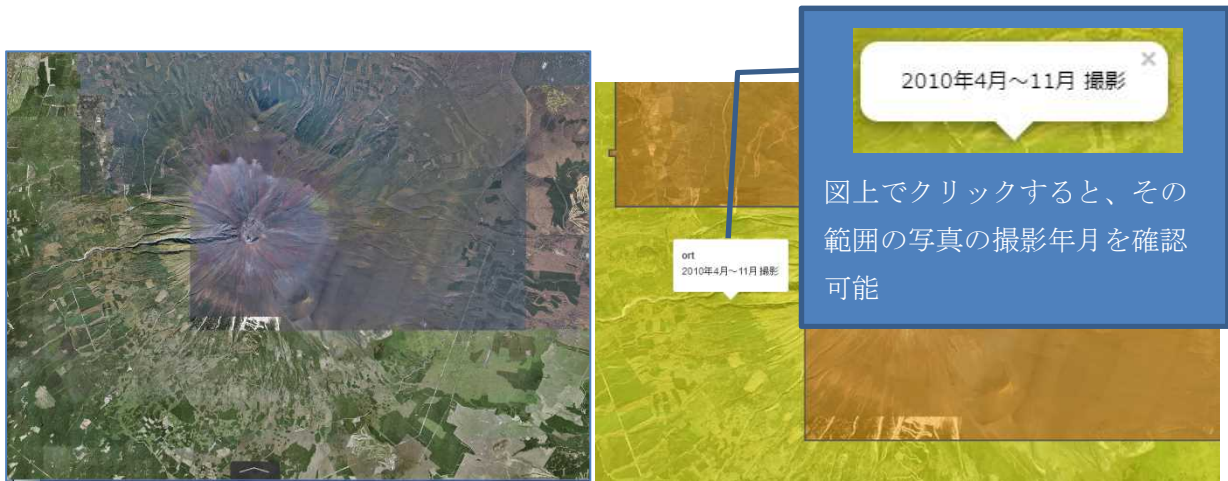 2010年4月～11月 撮影
図上でクリックすると、その
範囲の写真の撮影年月を確認
可能
ort
2010年4月～11月 撮影